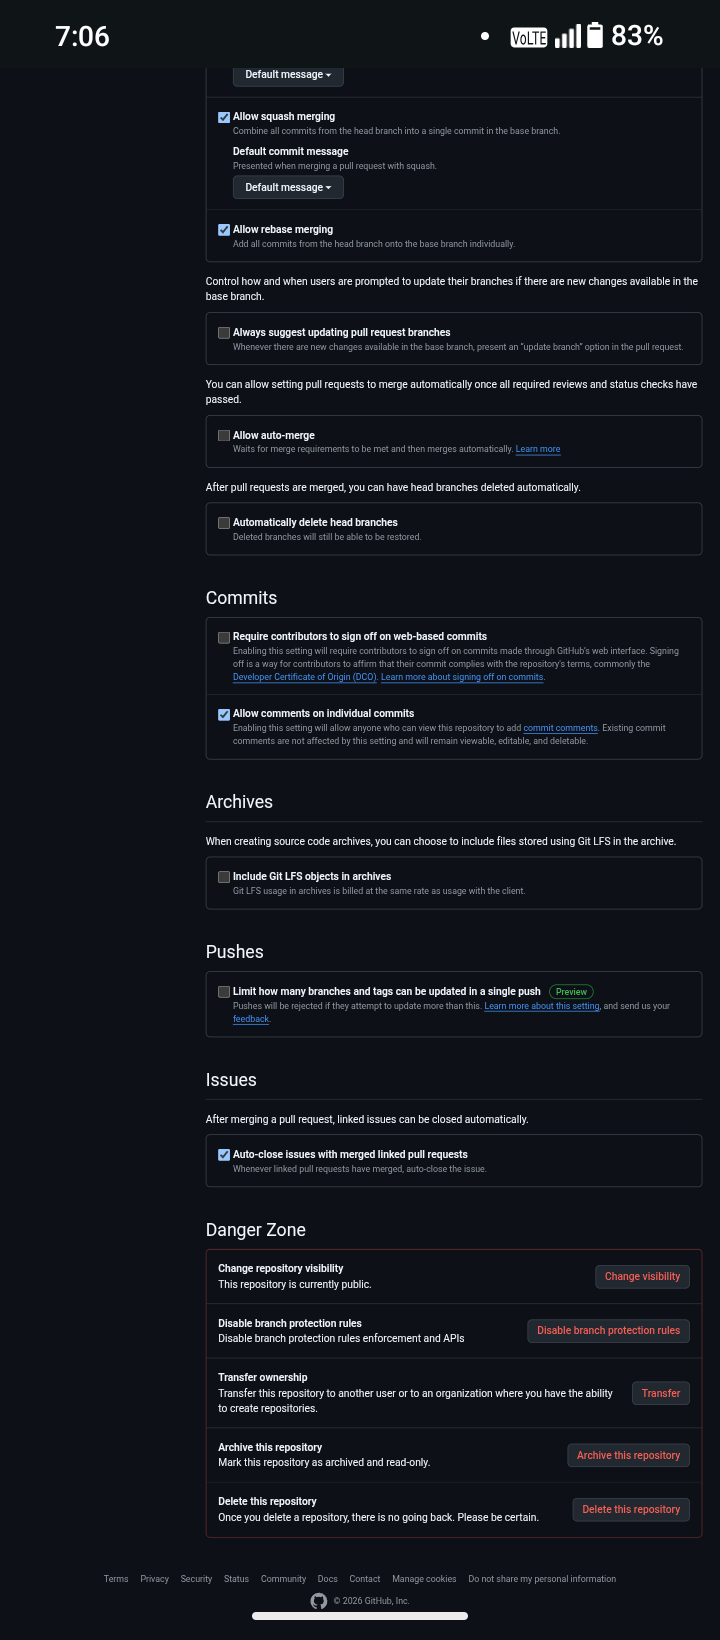 7:06
VoLTE 83%
Default message
Allow squash merging
Combine all commits from the head branch into a single commit in the base branch.
Default commit message
Presented when merging a pull request with squash.
Default message
Allow rebase merging
Add all commits from the head branch onto the base branch individually.
Control how and when users are prompted to update their branches if there are new changes available in the
base branch.
Always suggest updating pull request branches
Whenever there are new changes available in the base branch, present an “update branch” option in the pull request.
You can allow setting pull requests to merge automatically once all required reviews and status checks have
passed.
Allow auto-merge
Waits for merge requirements to be met and then merges automatically. Learn more
After pull requests are merged, you can have head branches deleted automatically.
Automatically delete head branches
Deleted branches will still be able to be restored.
Commits
Require contributors to sign off on web-based commits
Enabling this setting will require contributors to sign off on commits made through GitHub's web interface. Signing
off is a way for contributors to affirm that their commit complies with the repository's terms, commonly the
Developer Certificate of Origin (DCO). Learn more about signing off on commits.
Allow comments on individual commits
Enabling this setting will allow anyone who can view this repository to add commit comments. Existing commit
comments are not affected by this setting and will remain viewable, editable, and deletable.
Archives
When creating source code archives, you can choose to include files stored using Git LFS in the archive.
Include Git LFS objects in archives
Git LFS usage in archives is billed at the same rate as usage with the client.
Pushes
Limit how many branches and tags can be updated in a single push Preview
Pushes will be rejected if they attempt to update more than this. Learn more about this setting, and send us your
feedback.
Issues
After merging a pull request, linked issues can be closed automatically.
Auto-close issues with merged linked pull requests
Whenever linked pull requests have merged, auto-close the issue.
Danger Zone
Change repository visibility
This repository is currently public.
Change visibility
Disable branch protection rules
Disable branch protection rules enforcement and APIs
Disable branch protection rules
Transfer ownership
Transfer this repository to another user or to an organization where you have the ability
to create repositories.
Transfer
Archive this repository
Mark this repository as archived and read-only.
Archive this repository
Delete this repository
Once you delete a repository, there is no going back. Please be certain.
Delete this repository
Terms Privacy Security Status Community Docs Contact Manage cookies Do not share my personal information
© 2026 GitHub, Inc.